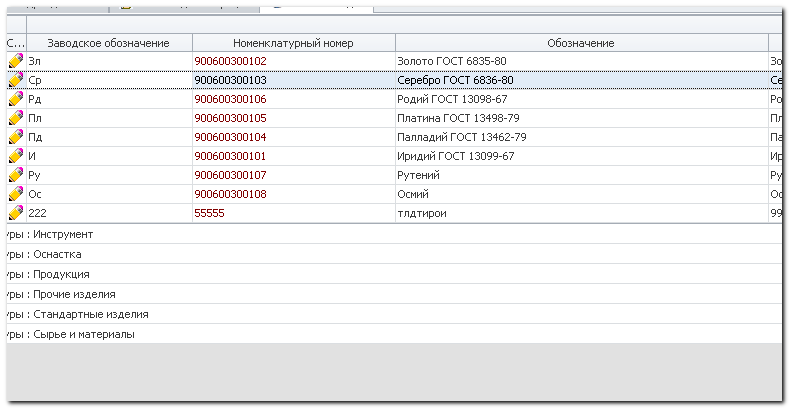 С... Заводское обозначение Номенклатурный номер Обозначение
Зл 900600300102 Золото ГОСТ 6835-80 Зо
Ср 900600300103 Серебро ГОСТ 6836-80 Се
Рд 900600300106 Родий ГОСТ 13098-67 Ро
Пл 900600300105 Платина ГОСТ 13498-79 Пл
Пд 900600300104 Палладий ГОСТ 13462-79 Па
И 900600300101 Иридий ГОСТ 13099-67 Ир
Ру 900600300107 Рутений Ру
Ос 900600300108 Осмий Ос
222 55555 тлдтирои 99
уры : Инструмент
уры : Оснастка
уры : Продукция
уры : Прочие изделия
уры : Стандартные изделия
уры : Сырье и материалы